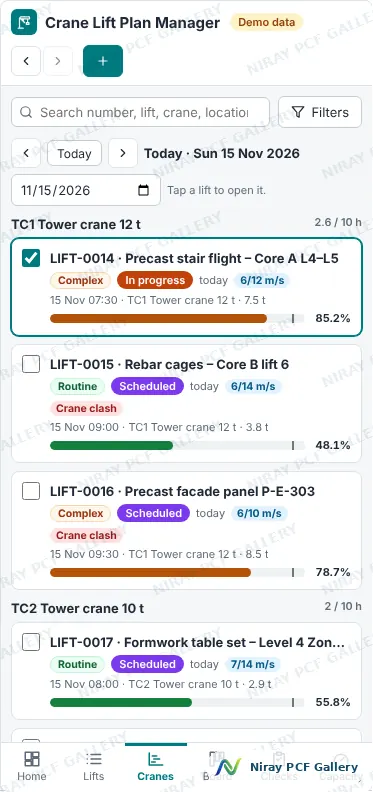 Crane Lift Plan Manager Demo data
Search number, lift, crane, location Filters
Today Today · Sun 15 Nov 2026
11/15/2026 Tap a lift to open it.
TC1 Tower crane 12 t 2.6 / 10 h
LIFT-0014 · Precast stair flight – Core A L4–L5
Complex In progress today 6/12 m/s
15 Nov 07:30 · TC1 Tower crane 12 t · 7.5 t
85.2%
LIFT-0015 · Rebar cages – Core B lift 6
Routine Scheduled today 6/14 m/s
Crane clash
15 Nov 09:00 · TC1 Tower crane 12 t · 3.8 t
48.1%
LIFT-0016 · Precast facade panel P-E-303
Complex Scheduled today 6/10 m/s
Crane clash
15 Nov 09:30 · TC1 Tower crane 12 t · 8.5 t
78.7%
TC2 Tower crane 10 t 2 / 10 h
LIFT-0017 · Formwork table set – Level 4 Zon...
Routine Scheduled today 7/14 m/s
15 Nov 08:00 · TC2 Tower crane 10 t · 2.9 t
55.8%
Home Lifts Cranes Checks Capacity
Niray PCF Gallery
NIRAY PCF GALLERY